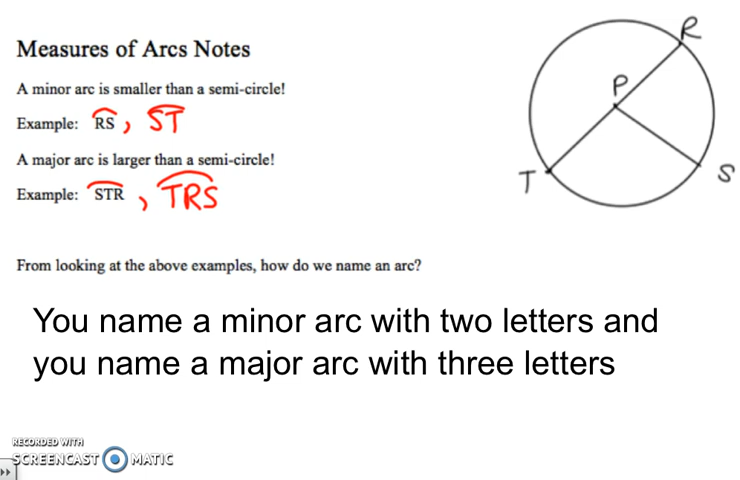 Measures of Arcs Notes
A minor arc is smaller than a semi-circle!
Example: RS, ST
A major arc is larger than a semi-circle!
Example: STR, TRS
From looking at the above examples, how do we name an arc?
You name a minor arc with two letters and
you name a major arc with three letters
R
P
T
S
RECORDED WITH
SCREENCAST MATIC